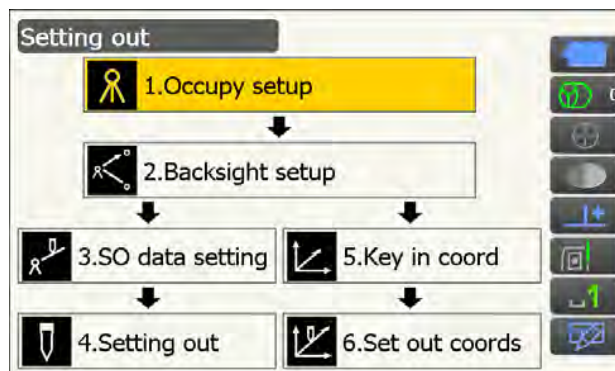 Setting out
1.Occupy setup
2.Backsight setup
3.SO data setting
5.Key in coord
4.Setting out
6.Set out coords